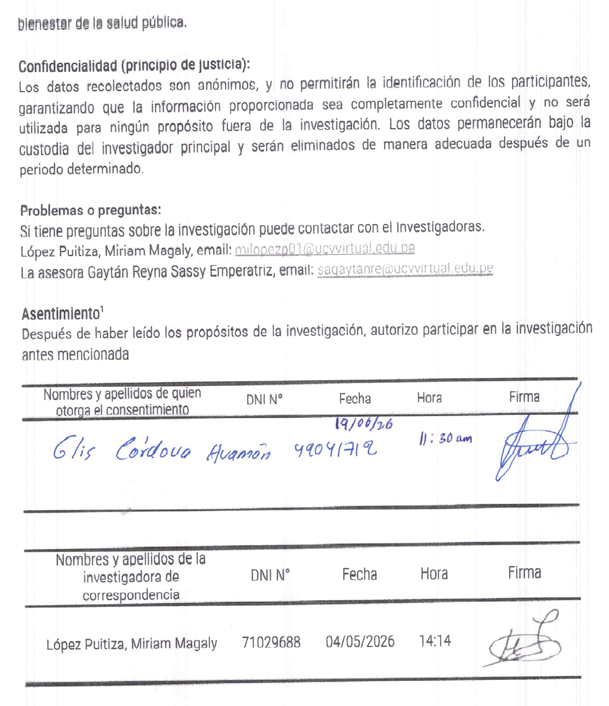 bienestar de la salud pública.
Confidencialidad (principio de justicia):
Los datos recolectados son anónimos, y no permitirán la identificación de los participantes,
garantizando que la información proporcionada sea completamente confidencial y no será
utilizada para ningún propósito fuera de la investigación. Los datos permanecerán bajo la
custodia del investigador principal y serán eliminados de manera adecuada después de un
periodo determinado.
Problemas o preguntas:
Si tiene preguntas sobre la investigación puede contactar con el Investigadoras.
López Puitiza, Miriam Magaly, email: milopezp01@ucvvirtual.edu.pe
La asesora Gaytán Reyna Sassy Emperatriz, email: sagaytanre@ucvvirtual.edu.pe
Asentimiento¹
Después de haber leído los propósitos de la investigación, autorizo participar en la investigación
antes mencionada
Nombres y apellidos de quien otorga el consentimiento DNI N° Fecha Hora Firma
Glis Córdova Huamán 49041712 19/06/26 11:30 am
Nombres y apellidos de la investigadora de correspondencia DNI N° Fecha Hora Firma
López Puitiza, Miriam Magaly 71029688 04/05/2026 14:14